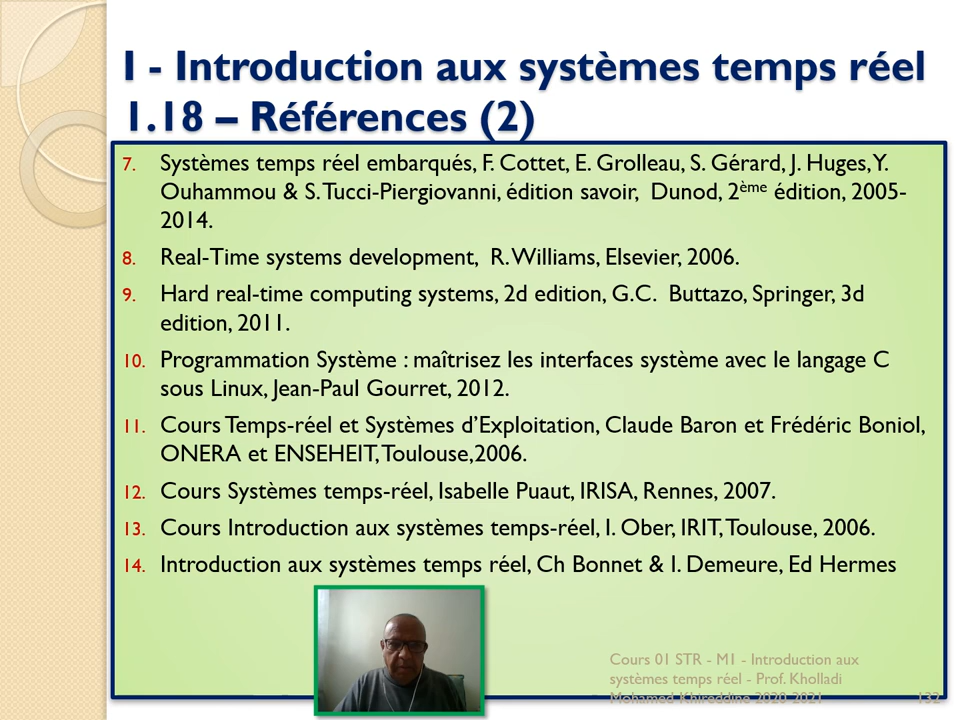 I - Introduction aux systèmes temps réel
1.18 – Références (2)
7. Systèmes temps réel embarqués, F. Cottet, E. Grolleau, S. Gérard, J. Huges, Y.
Ouhammou & S. Tucci-Piergiovanni, édition savoir, Dunod, 2ème édition, 2005-
2014.
8. Real-Time systems development, R. Williams, Elsevier, 2006.
9. Hard real-time computing systems, 2d edition, G.C. Buttazo, Springer, 3d
edition, 2011.
10. Programmation Système : maîtrisez les interfaces système avec le langage C
sous Linux, Jean-Paul Gourret, 2012.
11. Cours Temps-réel et Systèmes d’Exploitation, Claude Baron et Frédéric Boniol,
ONERA et ENSEHEIT, Toulouse,2006.
12. Cours Systèmes temps-réel, Isabelle Puaut, IRISA, Rennes, 2007.
13. Cours Introduction aux systèmes temps-réel, I. Ober, IRIT, Toulouse, 2006.
14. Introduction aux systèmes temps réel, Ch Bonnet & I. Demeure, Ed Hermes
Cours 01 STR - M1 - Introduction aux
systèmes temps réel - Prof. Kholladi
Mohamed Khireddine 2020-2021 132